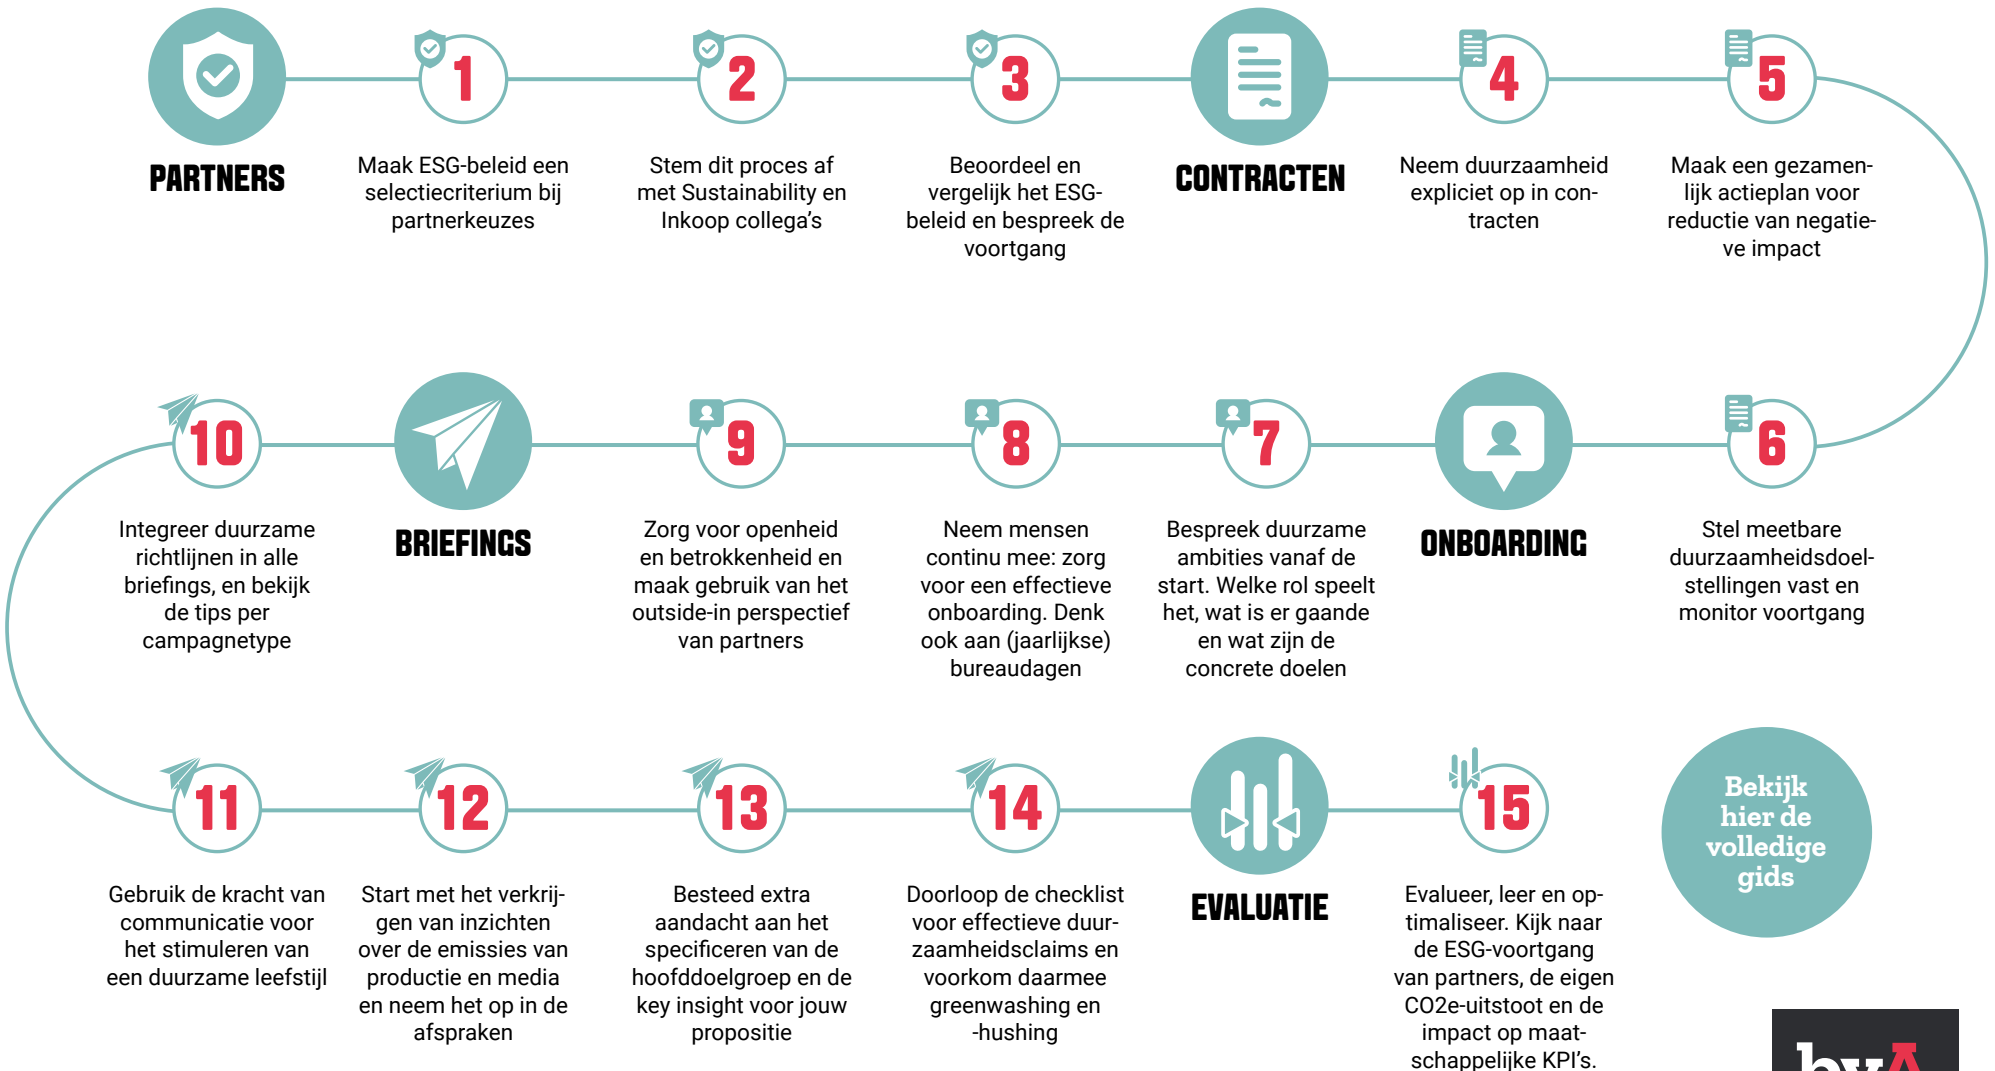 1
2
3
4
5
PARTNERS
Maak ESG-beleid een
selectiecriterium bij
partnerkeuzes
Stem dit proces af
met Sustainability en
Inkoop collega's
Beoordeel en
vergelijk het ESG-
beleid en bespreek de
voortgang
CONTRACTEN
Neem duurzaamheid
expliciet op in con-
tracten
Maak een gezamen-
lijk actieplan voor
reductie van negatie-
ve impact
10
9
8
7
6
Integreer duurzame
richtlijnen in alle
briefings, en bekijk
de tips per
campagnetype
BRIEFINGS
Zorg voor openheid
en betrokkenheid en
maak gebruik van het
outside-in perspectief
van partners
Neem mensen
continu mee: zorg
voor een effectieve
onboarding. Denk
ook aan (jaarlijkse)
bureaudagen
Bespreek duurzame
ambities vanaf de
start. Welke rol speelt
het, wat is er gaande
en wat zijn de
concrete doelen
ONBOARDING
Stel meetbare
duurzaamheidsdoel-
stellingen vast en
monitor voortgang
11
12
13
14
15
Gebruik de kracht van
communicatie voor
het stimuleren van
een duurzame leefstijl
Start met het verkrij-
gen van inzichten
over de emissies van
productie en media
en neem het op in de
afspraken
Besteed extra
aandacht aan het
specificeren van de
hoofddoelgroep en de
key insight voor jouw
propositie
Doorloop de checklist
voor effectieve duur-
zaamheidsclaims en
voorkom daarmee
greenwashing en
-hushing
EVALUATIE
Evalueer, leer en op-
timaliseer. Kijk naar
de ESG-voortgang
van partners, de eigen
CO2e-uitstoot en de
impact op maat-
schappelijke KPI's.
Bekijk
hier de
volledige
gids
bvA